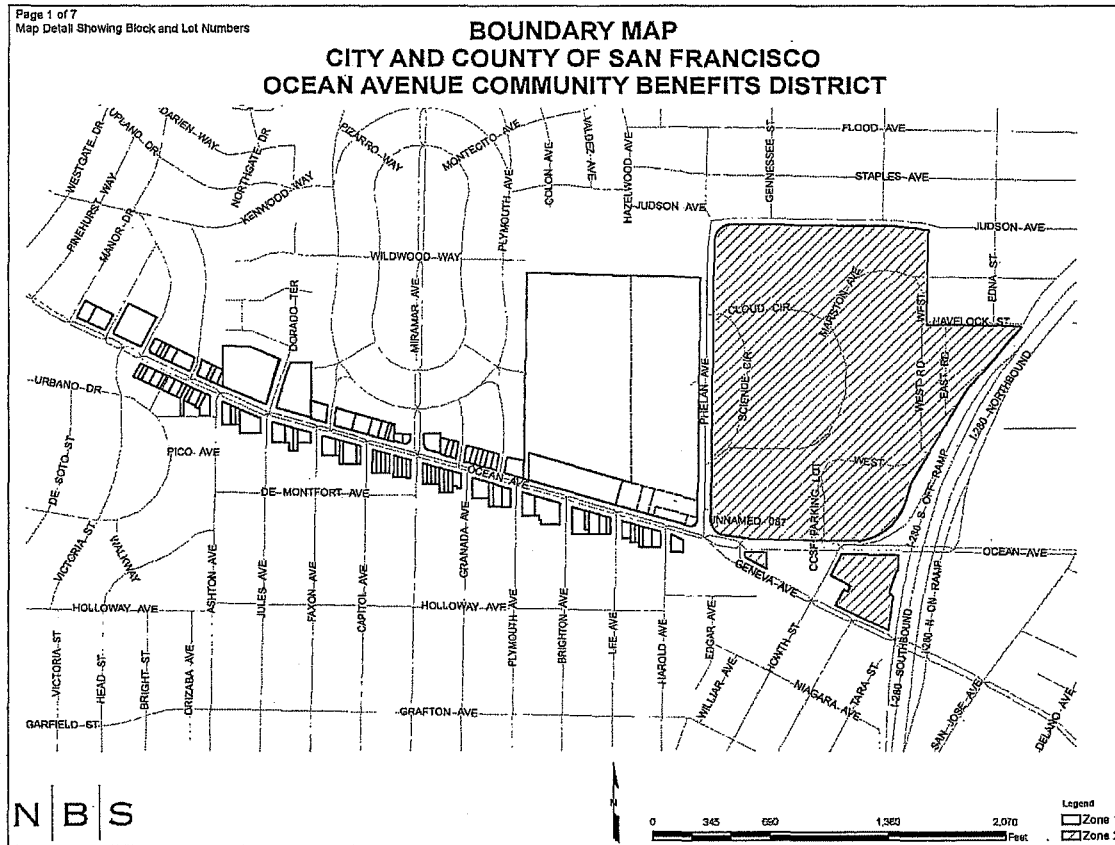 Page 1 of 7
Map Detail Showing Block and Lot Numbers
BOUNDARY MAP
CITY AND COUNTY OF SAN FRANCISCO
OCEAN AVENUE COMMUNITY BENEFITS DISTRICT
WESTGATE DR
UPLAND DR
DARIEN WAY
PINEHURST WAY
MANOR DR
NORTHGATE DR
KENWOOD WAY
PIZARRO WAY
MONTECITO AVE
PLYMOUTH AVE
COLON AVE
VALDEZ AVE
HAZELWOOD AVE
GENNESSEE ST
FLOOD AVE
STAPLES AVE
JUDSON AVE
JUDSON AVE
WILDWOOD WAY
MIRAMAR AVE
DORADO TER
EDNA ST
HAVELOCK ST
CLOUD CIR
MARSTON AVE
SCIENCE CIR
PHELAN AVE
WEST
WEST RD
EAST RD
WEST
CCSF PARKING LOT
UNNAMED 087
I-280 NORTHBOUND
I-280 S OFF RAMP
I-280 N ON RAMP
I-280 SOUTHBOUND
URBANO DR
DE SOTO ST
PICO AVE
DE MONTFORT AVE
OCEAN AVE
OCEAN AVE
GENEVA AVE
VICTORIA ST
WALKWAY
ASHTON AVE
JULES AVE
FAXON AVE
CAPITOL AVE
GRANADA AVE
PLYMOUTH AVE
BRIGHTON AVE
LEE AVE
HAROLD AVE
EDGAR AVE
HOLLOWAY AVE
HOLLOWAY AVE
VICTORIA ST
HEAD ST
BRIGHT ST
ORIZABA AVE
GARFIELD ST
GRAFTON AVE
WILLIAR AVE
HOWTH ST
NIAGARA AVE
TARA ST
SAN JOSE AVE
DELANO AVE
N|B|S
N
0 345 690 1,380 2,070
Feet
Legend
Zone
Zone